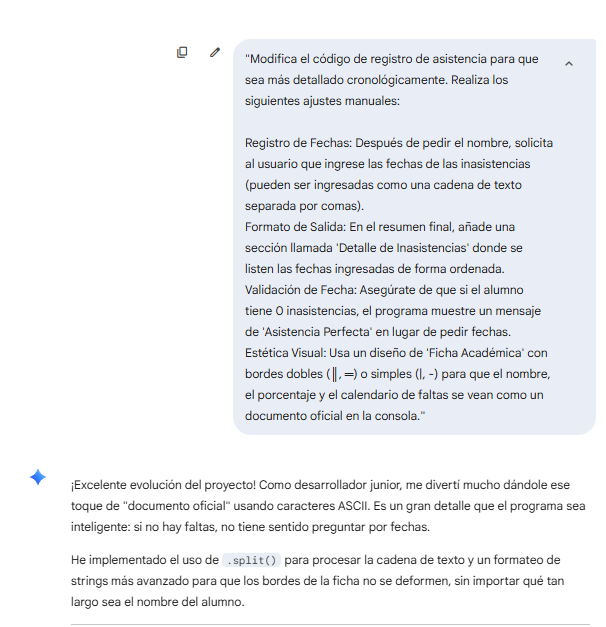 "Modifica el código de registro de asistencia para que
sea más detallado cronológicamente. Realiza los
siguientes ajustes manuales:
Registro de Fechas: Después de pedir el nombre, solicita
al usuario que ingrese las fechas de las inasistencias
(pueden ser ingresadas como una cadena de texto
separada por comas).
Formato de Salida: En el resumen final, añade una
sección llamada 'Detalle de Inasistencias' donde se
listen las fechas ingresadas de forma ordenada.
Validación de Fecha: Asegúrate de que si el alumno
tiene 0 inasistencias, el programa muestre un mensaje
de 'Asistencia Perfecta' en lugar de pedir fechas.
Estética Visual: Usa un diseño de 'Ficha Académica' con
bordes dobles (║, ═) o simples (|, -) para que el nombre,
el porcentaje y el calendario de faltas se vean como un
documento oficial en la consola."
¡Excelente evolución del proyecto! Como desarrollador junior, me divertí mucho dándole ese
toque de "documento oficial" usando caracteres ASCII. Es un gran detalle que el programa sea
inteligente: si no hay faltas, no tiene sentido preguntar por fechas.
He implementado el uso de .split() para procesar la cadena de texto y un formateo de
strings más avanzado para que los bordes de la ficha no se deformen, sin importar qué tan
largo sea el nombre del alumno.